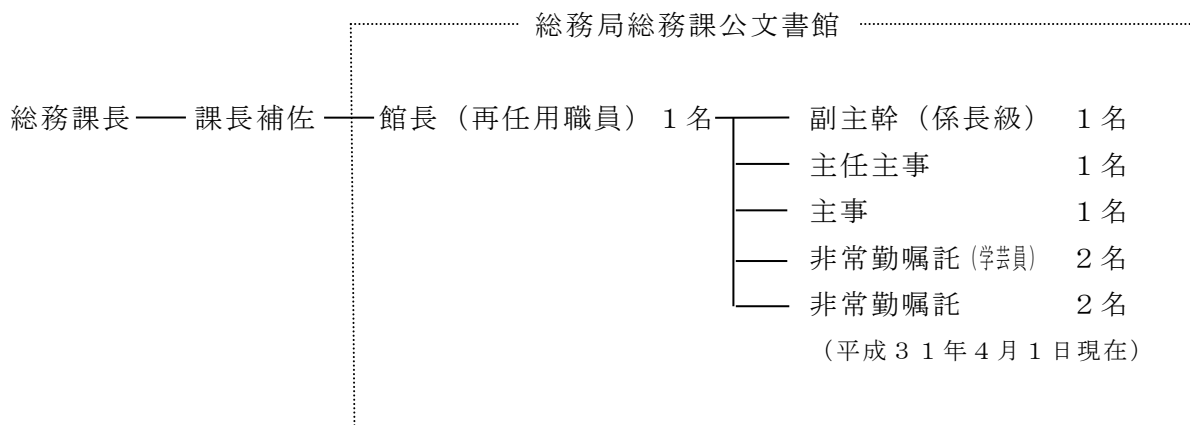 総務局総務課公文書館
総務課長 課長補佐 館長（再任用職員）１名 副主幹（係長級） １名
主任主事 １名
主事 １名
非常勤嘱託(学芸員) ２名
非常勤嘱託 ２名
（平成３１年４月１日現在）